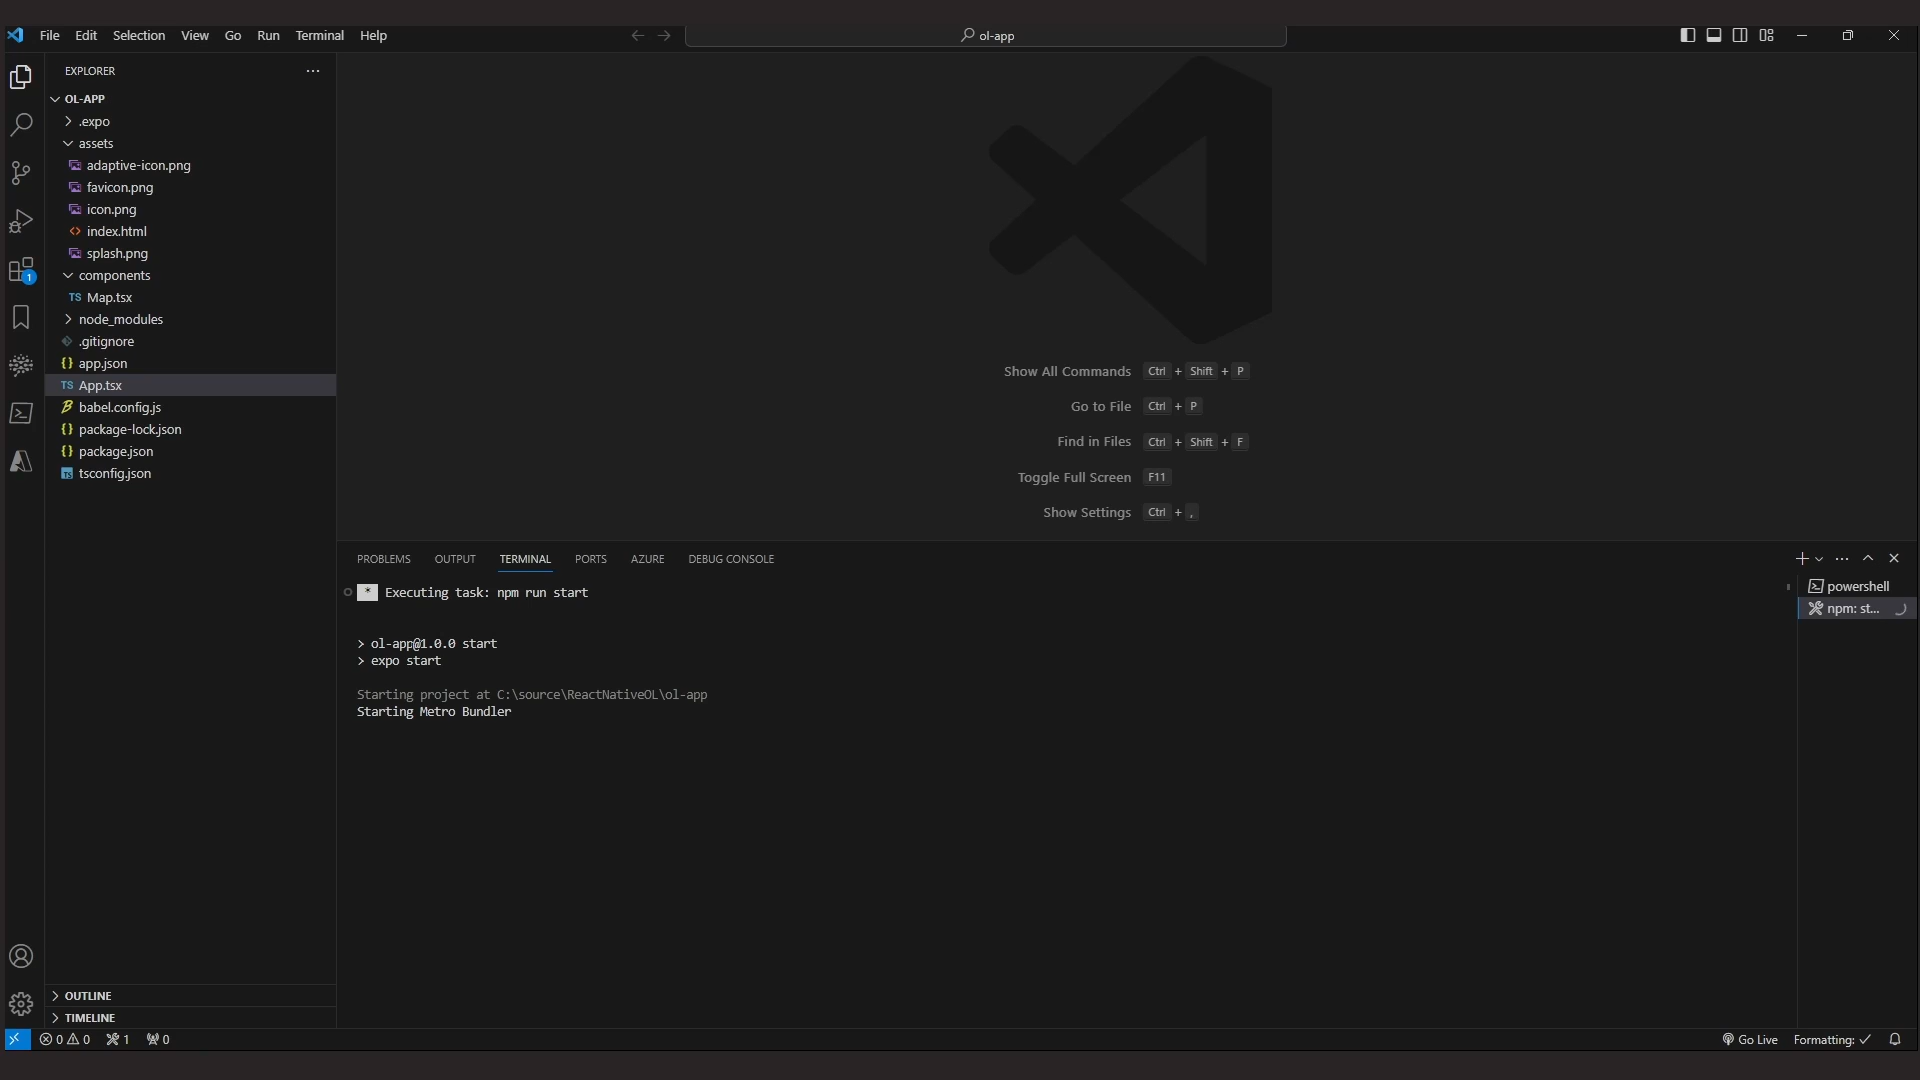 File Edit Selection View Go Run Terminal Help
ol-app
EXPLORER
OL-APP
.expo
assets
adaptive-icon.png
favicon.png
icon.png
index.html
splash.png
components
TS Map.tsx
node_modules
.gitignore
{} app.json
TS App.tsx
babel.config.js
{} package-lock.json
{} package.json
TS tsconfig.json
OUTLINE
TIMELINE
1
Show All Commands Ctrl + Shift + P
Go to File Ctrl + P
Find in Files Ctrl + Shift + F
Toggle Full Screen F11
Show Settings Ctrl + ,
PROBLEMS OUTPUT TERMINAL PORTS AZURE DEBUG CONSOLE
* Executing task: npm run start
> ol-app@1.0.0 start
> expo start
Starting project at C:\source\ReactNativeOL\ol-app
Starting Metro Bundler
powershell
npm: st...
0 0 1 0
Go Live Formatting: ✓